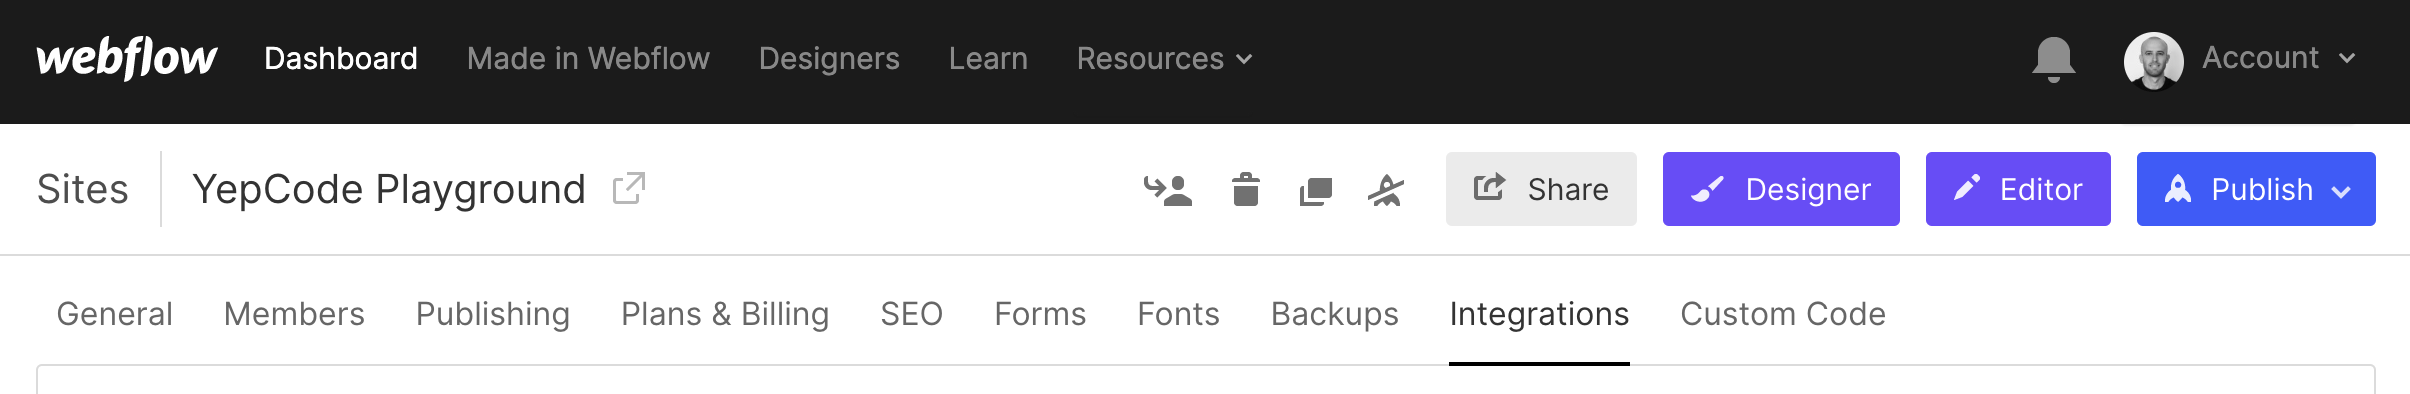 webflow Dashboard Made in Webflow Designers Learn Resources Account
Sites YepCode Playground Share Designer Editor Publish
General Members Publishing Plans & Billing SEO Forms Fonts Backups Integrations Custom Code